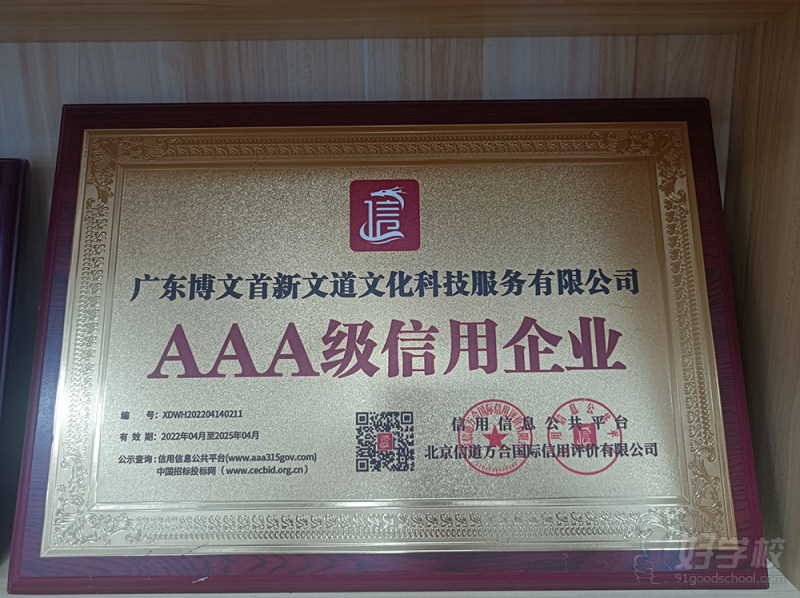 信
广东博文首新文道文化科技服务有限公司
AAA级信用企业
编 号：XDWH202204140211
有 效 期：2022年04月至2025年04月
公示查询：信用信息公共平台(www.aaa315gov.com)
中国招标投标网（www.cecbid.org.cn）
信用信息公共平台
北京信道万合国际信用评价有限公司
好学校
91goodschool.com